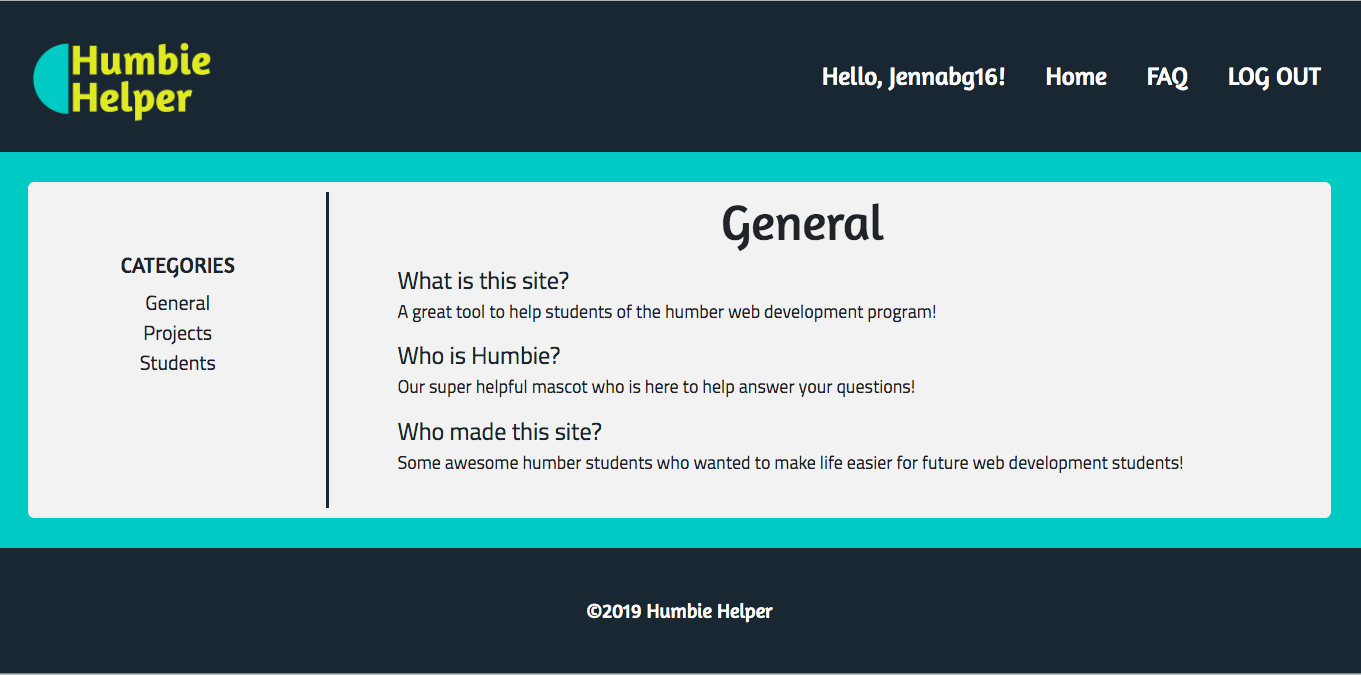 Humbie
Helper
Hello, Jennabg16! Home FAQ LOG OUT
CATEGORIES
General
Projects
Students
General
What is this site?
A great tool to help students of the humber web development program!
Who is Humbie?
Our super helpful mascot who is here to help answer your questions!
Who made this site?
Some awesome humber students who wanted to make life easier for future web development students!
©2019 Humbie Helper